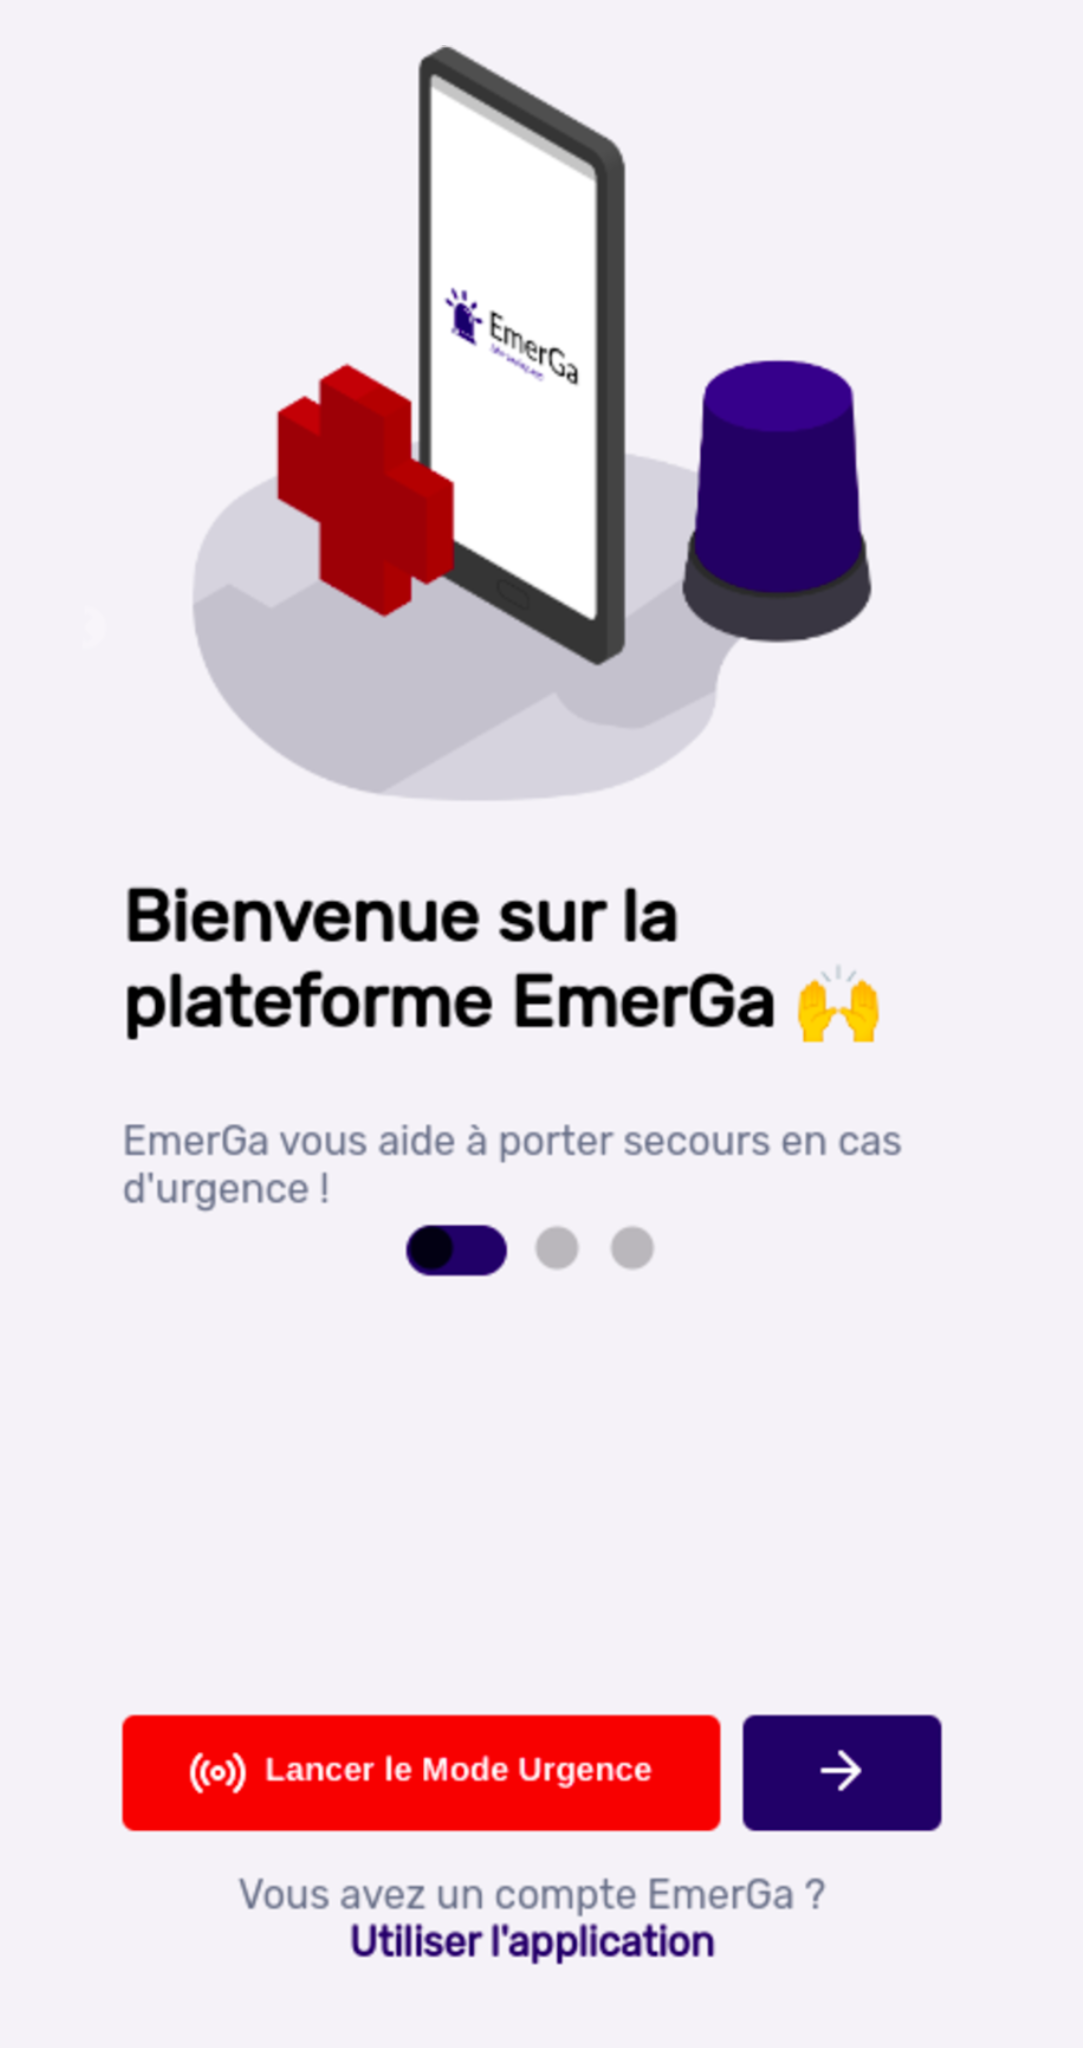 EmerGa
Bienvenue sur la
plateforme EmerGa 🙌
EmerGa vous aide à porter secours en cas
d'urgence !
Lancer le Mode Urgence
Vous avez un compte EmerGa ?
Utiliser l'application